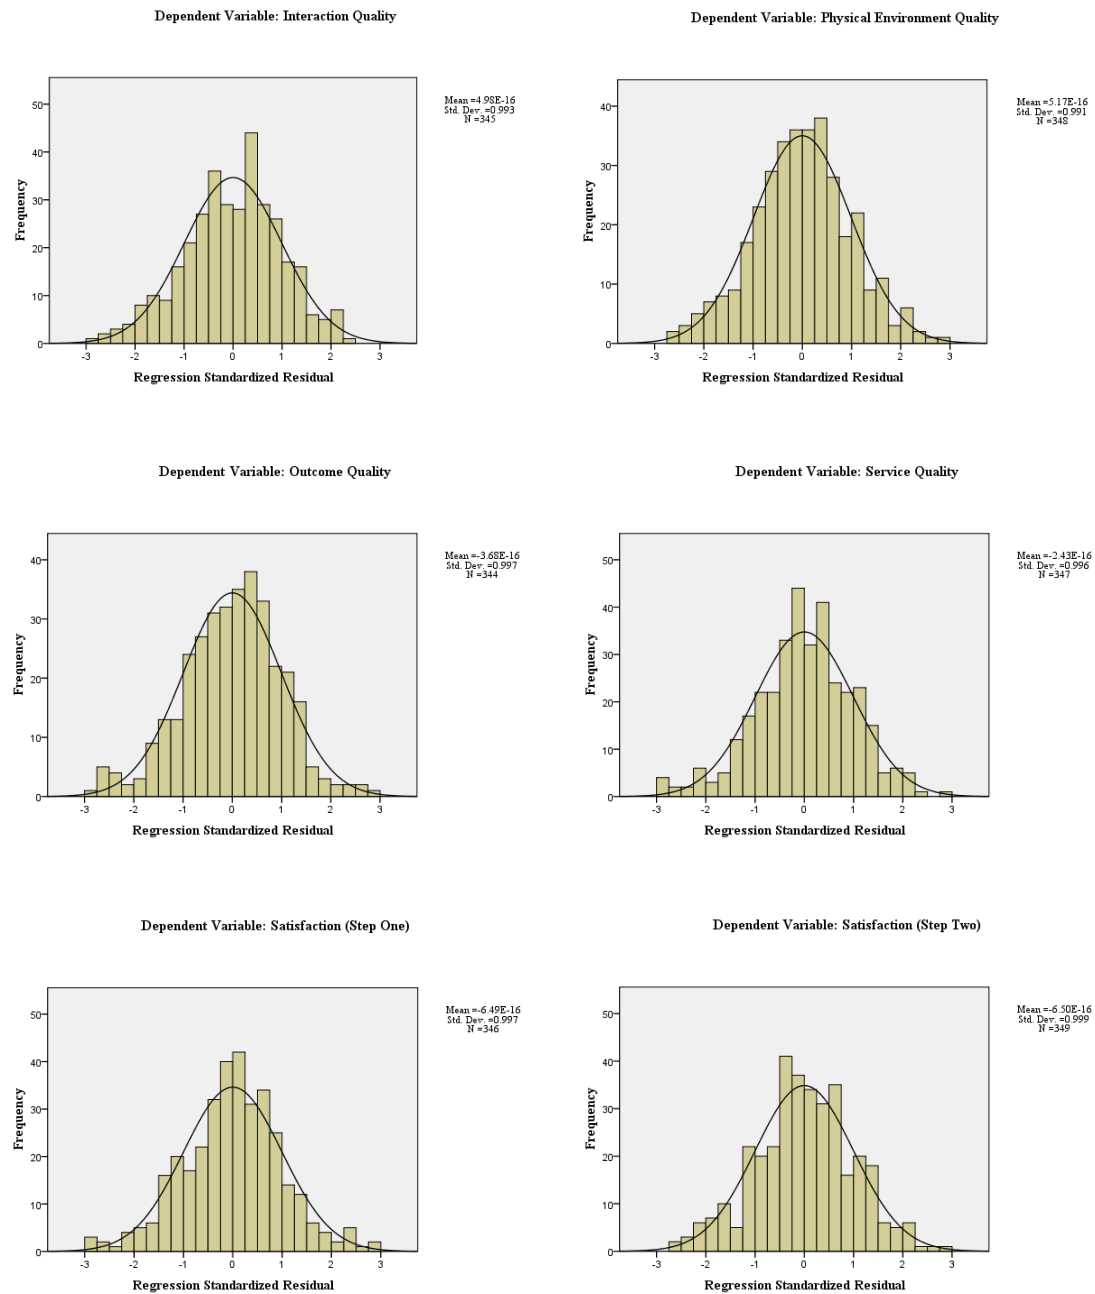 Dependent Variable: Interaction Quality
Mean =4.98E-16
Std. Dev. =0.993
N =345
50
40
30
20
10
0
Frequency
-3 -2 -1 0 1 2 3
Regression Standardized Residual
Dependent Variable: Physical Environment Quality
Mean =5.17E-16
Std. Dev. =0.991
N =348
40
30
20
10
0
Frequency
-3 -2 -1 0 1 2 3
Regression Standardized Residual
Dependent Variable: Outcome Quality
Mean =-3.68E-16
Std. Dev. =0.997
N =344
40
30
20
10
0
Frequency
-3 -2 -1 0 1 2 3
Regression Standardized Residual
Dependent Variable: Service Quality
Mean =-2.43E-16
Std. Dev. =0.996
N =347
50
40
30
20
10
0
Frequency
-3 -2 -1 0 1 2 3
Regression Standardized Residual
Dependent Variable: Satisfaction (Step One)
Mean =-6.49E-16
Std. Dev. =0.997
N =346
50
40
30
20
10
0
Frequency
-3 -2 -1 0 1 2 3
Regression Standardized Residual
Dependent Variable: Satisfaction (Step Two)
Mean =-6.50E-16
Std. Dev. =0.999
N =349
50
40
30
20
10
0
Frequency
-3 -2 -1 0 1 2 3
Regression Standardized Residual